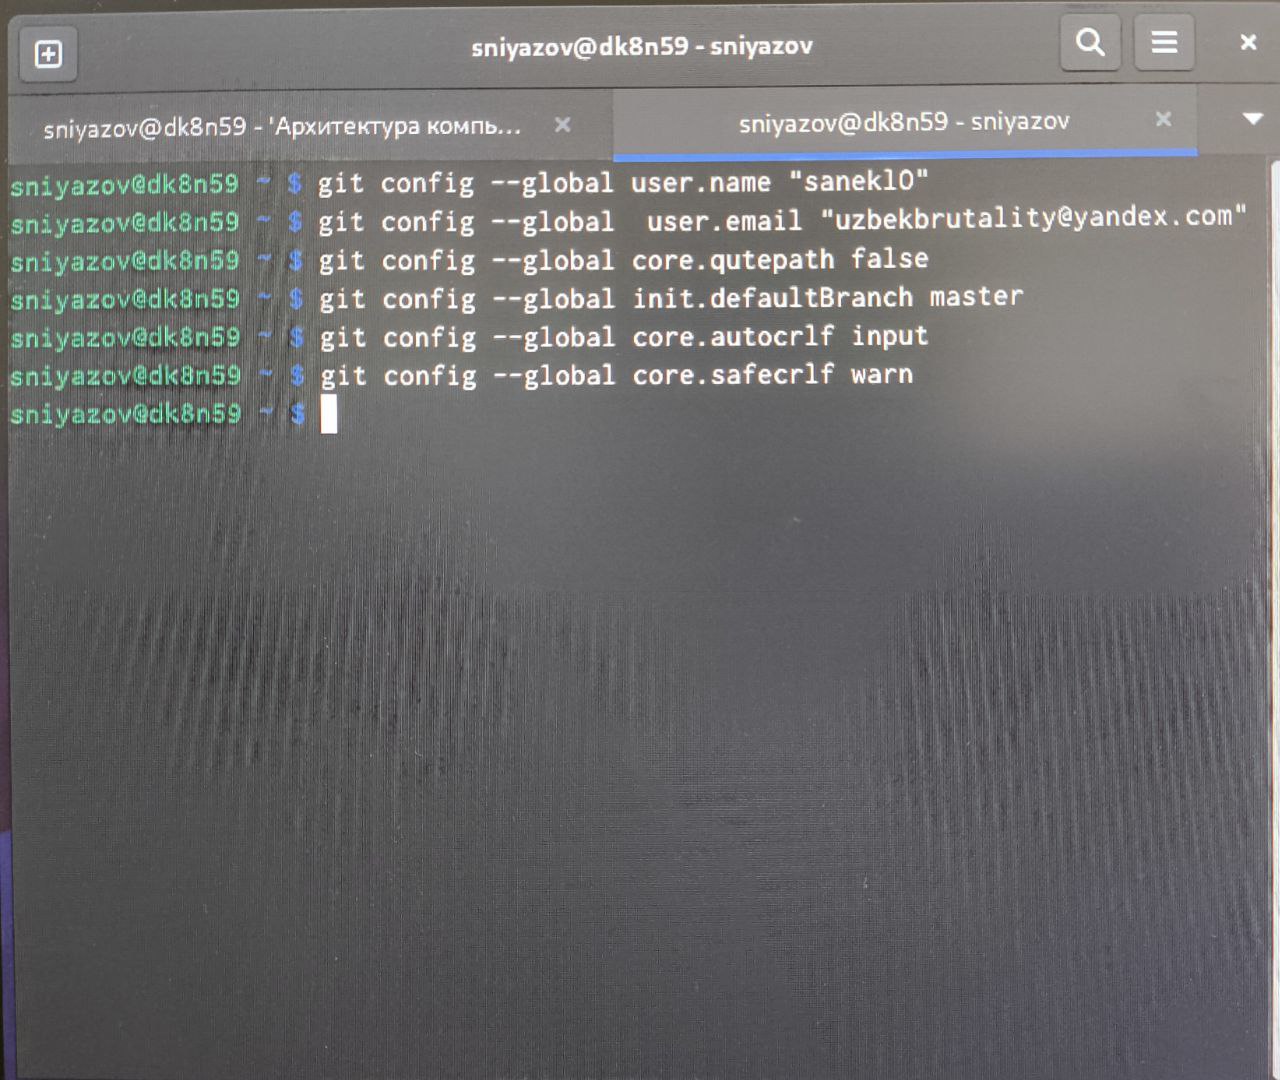 sniyazov@dk8n59 - sniyazov
sniyazov@dk8n59 - 'Архитектура компь...
sniyazov@dk8n59 - sniyazov
sniyazov@dk8n59 ~ $ git config --global user.name "sanekl0"
sniyazov@dk8n59 ~ $ git config --global  user.email "uzbekbrutality@yandex.com"
sniyazov@dk8n59 ~ $ git config --global core.qutepath false
sniyazov@dk8n59 ~ $ git config --global init.defaultBranch master
sniyazov@dk8n59 ~ $ git config --global core.autocrlf input
sniyazov@dk8n59 ~ $ git config --global core.safecrlf warn
sniyazov@dk8n59 ~ $